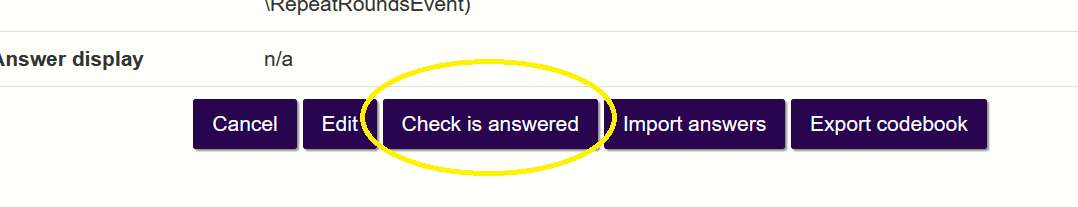 \RepeatRoundsEvent)
Answer display n/a
Cancel Edit Check is answered Import answers Export codebook